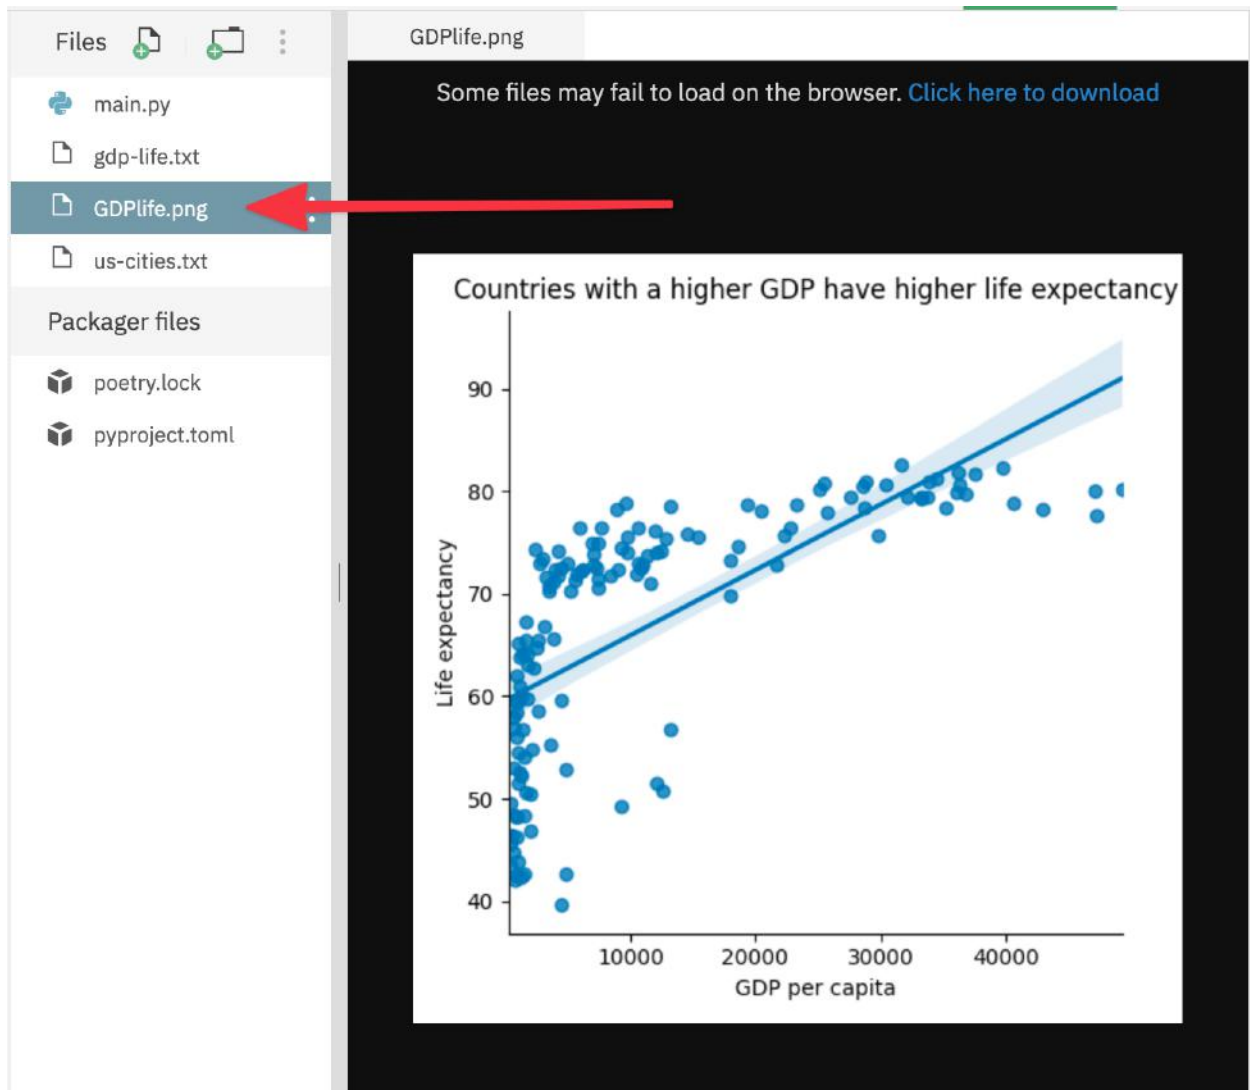 Files
GDPlife.png
main.py
gdp-life.txt
GDPlife.png
us-cities.txt
Packager files
poetry.lock
pyproject.toml
Some files may fail to load on the browser. Click here to download
Countries with a higher GDP have higher life expectancy
90
80
70
60
50
40
Life expectancy
10000 20000 30000 40000
GDP per capita